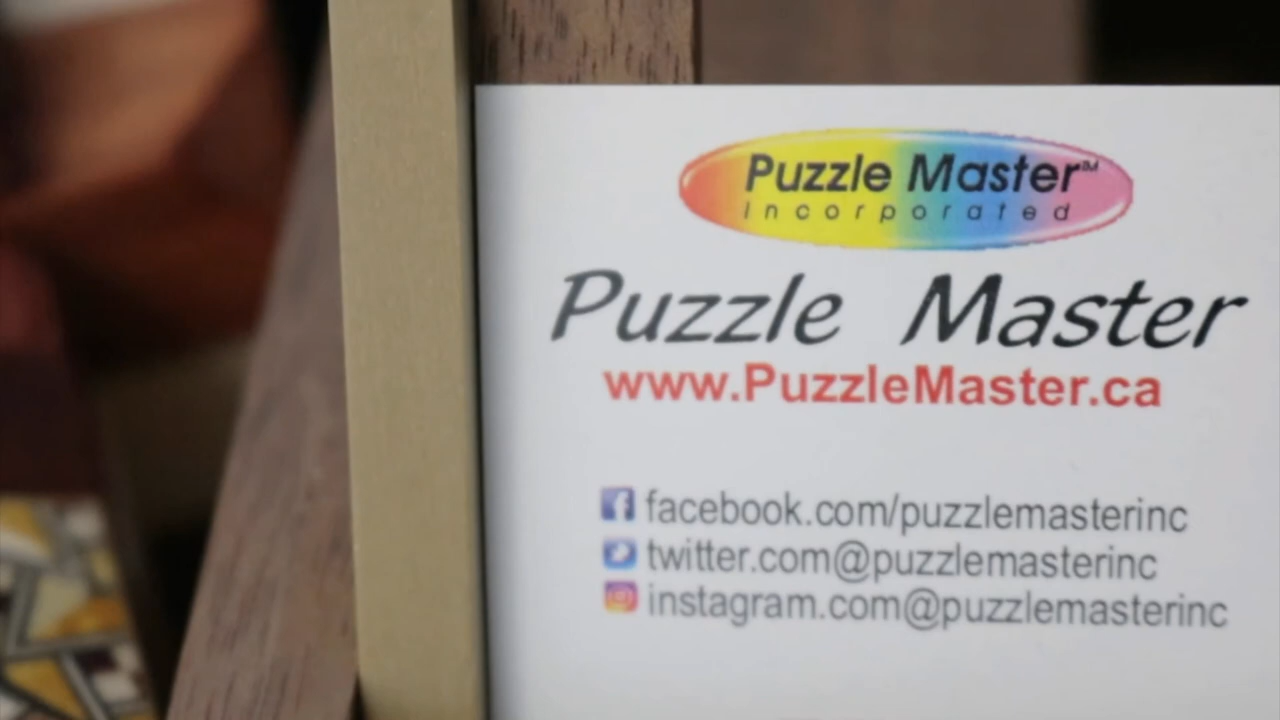 Puzzle Master™
Incorporated
Puzzle Master
www.PuzzleMaster.ca
facebook.com/puzzlemasterinc
twitter.com@puzzlemasterinc
instagram.com@puzzlemasterinc